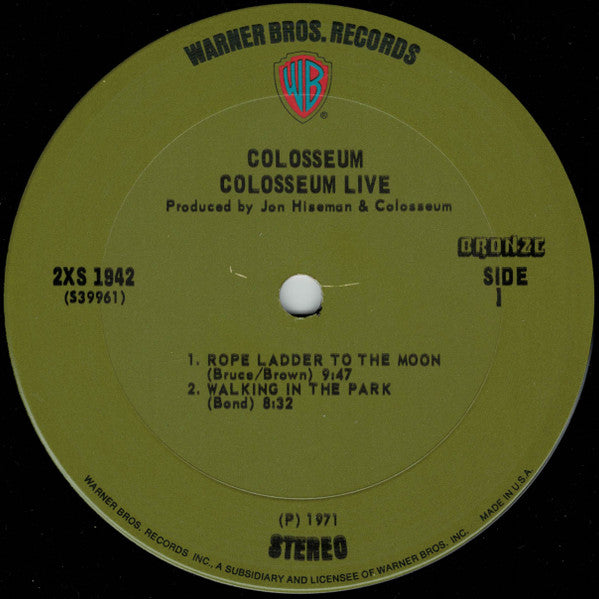 WARNER BROS. RECORDS
WB
®
COLOSSEUM
COLOSSEUM LIVE
Produced by Jon Hiseman & Colosseum
BRONZE
2XS 1942
(S39961)
SIDE
1
1. ROPE LADDER TO THE MOON
(Bruce/Brown) 9:47
2. WALKING IN THE PARK
(Bond) 8:32
(P) 1971
STEREO
WARNER BROS. RECORDS INC., A SUBSIDIARY AND LICENSEE OF WARNER BROS. INC.
MADE IN U.S.A.